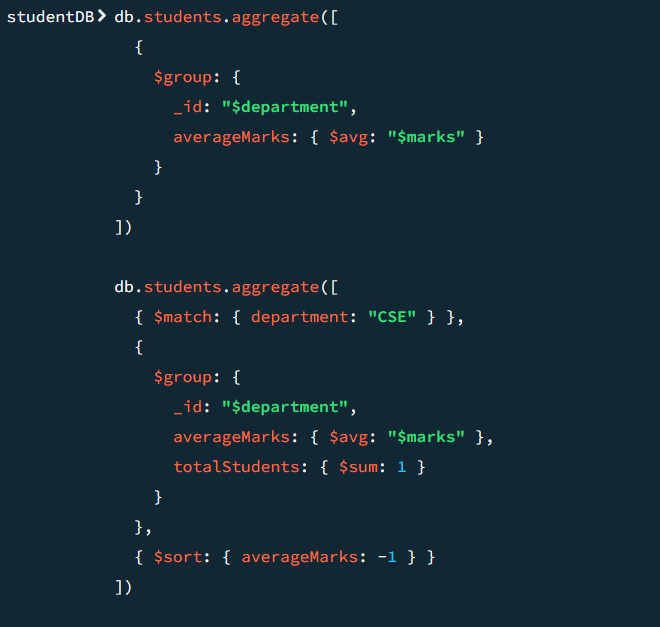 studentDB> db.students.aggregate([
{
$group: {
_id: "$department",
averageMarks: { $avg: "$marks" }
}
}
])
db.students.aggregate([
{ $match: { department: "CSE" } },
{
$group: {
_id: "$department",
averageMarks: { $avg: "$marks" },
totalStudents: { $sum: 1 }
}
},
{ $sort: { averageMarks: -1 } }
])